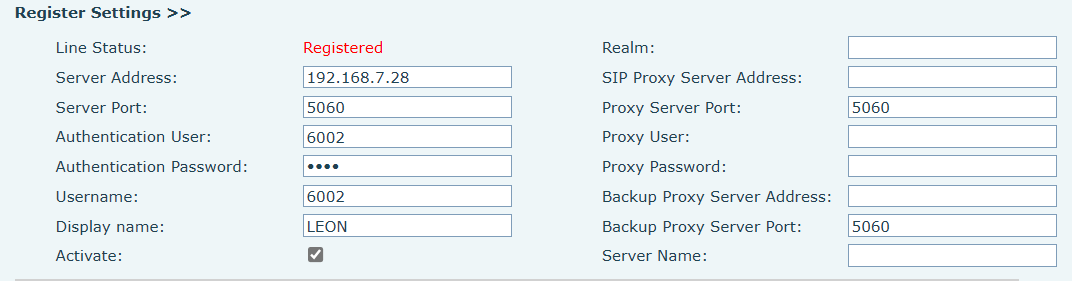 Register Settings >>
Line Status: Registered Realm:
Server Address: 192.168.7.28 SIP Proxy Server Address:
Server Port: 5060 Proxy Server Port: 5060
Authentication User: 6002 Proxy User:
Authentication Password: •••• Proxy Password:
Username: 6002 Backup Proxy Server Address:
Display name: LEON Backup Proxy Server Port: 5060
Activate: Server Name: